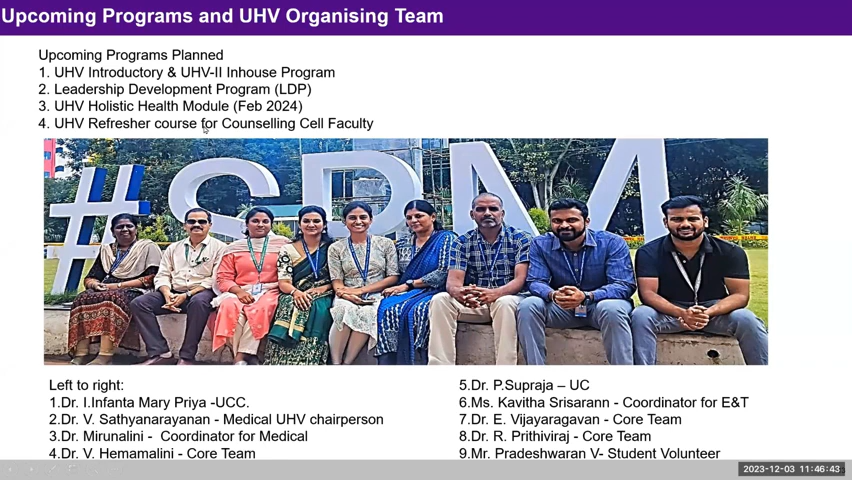 Upcoming Programs and UHV Organising Team
Upcoming Programs Planned
1. UHV Introductory & UHV-II Inhouse Program
2. Leadership Development Program (LDP)
3. UHV Holistic Health Module (Feb 2024)
4. UHV Refresher course for Counselling Cell Faculty
#SRM
Left to right:
1.Dr. I.Infanta Mary Priya -UCC.
2.Dr. V. Sathyanarayanan - Medical UHV chairperson
3.Dr. Mirunalini - Coordinator for Medical
4.Dr. V. Hemamalini - Core Team
5.Dr. P.Supraja – UC
6.Ms. Kavitha Srisarann - Coordinator for E&T
7.Dr. E. Vijayaragavan - Core Team
8.Dr. R. Prithiviraj - Core Team
9.Mr. Pradeshwaran V- Student Volunteer
2023-12-03 11:46:43